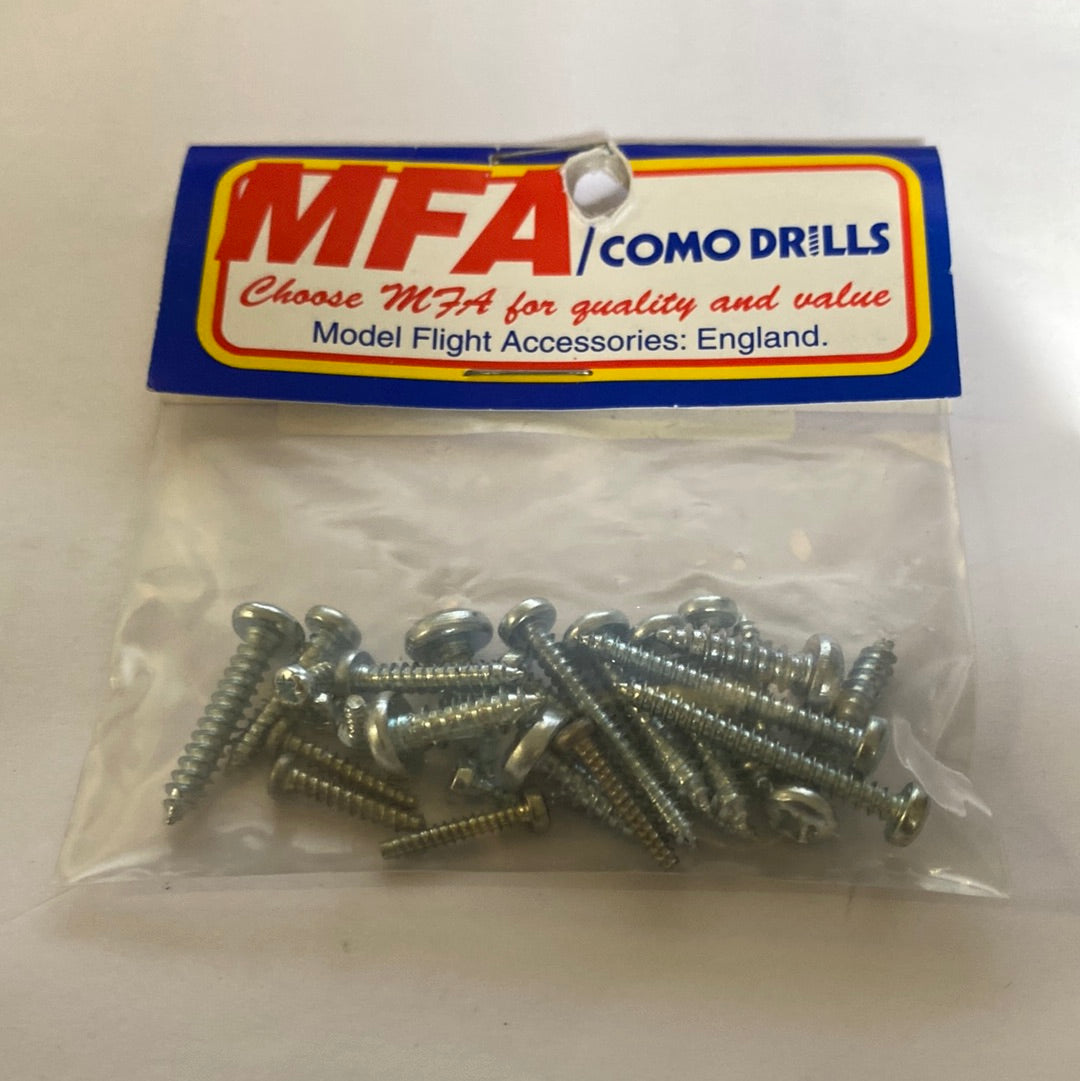 MFA/COMO DRILLS
Choose MFA for quality and value
Model Flight Accessories: England.